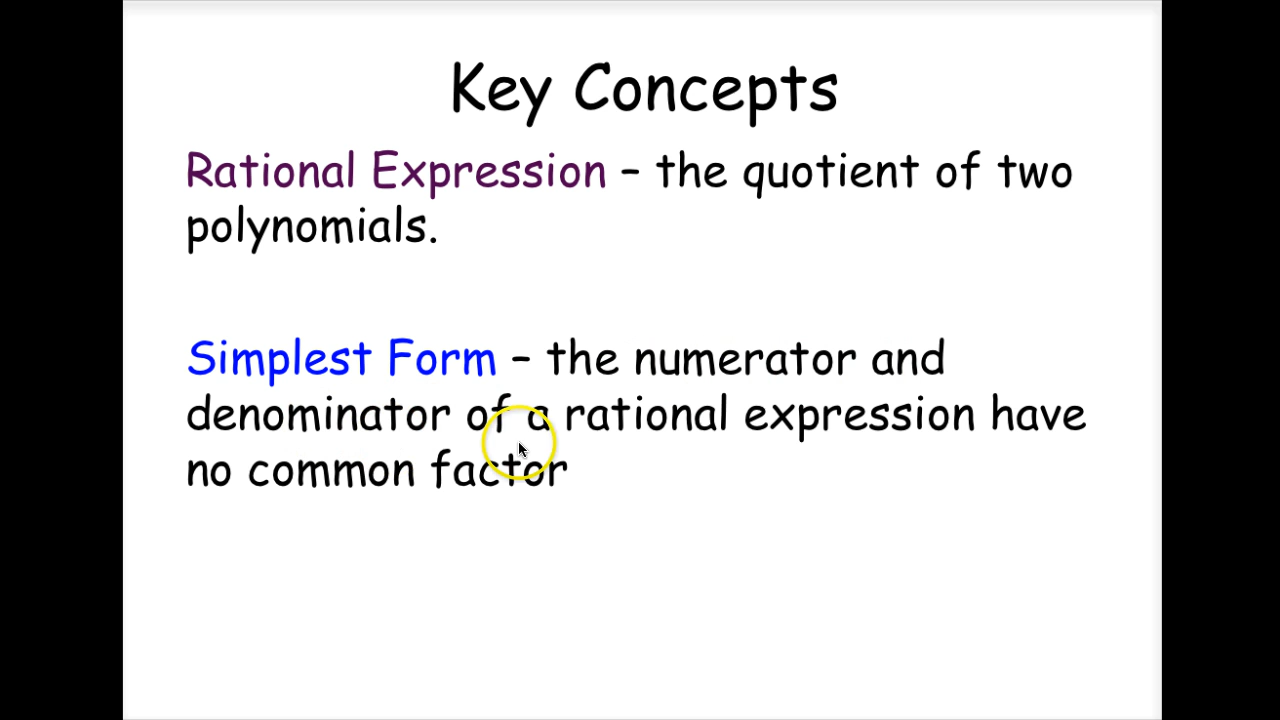 Key Concepts
Rational Expression – the quotient of two
polynomials.
Simplest Form – the numerator and
denominator of a rational expression have
no common factor